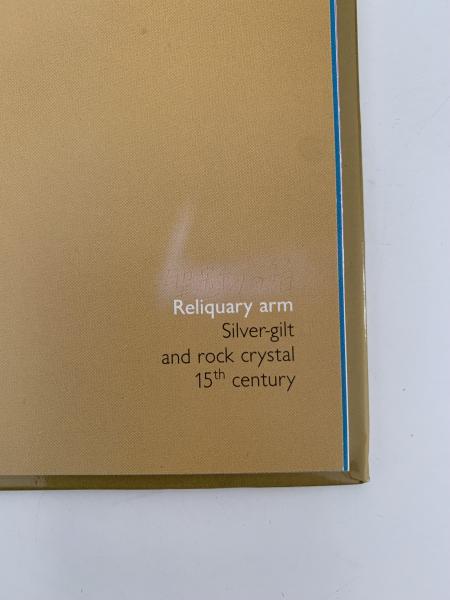 Reliquary arm
Silver-gilt
and rock crystal
15th century